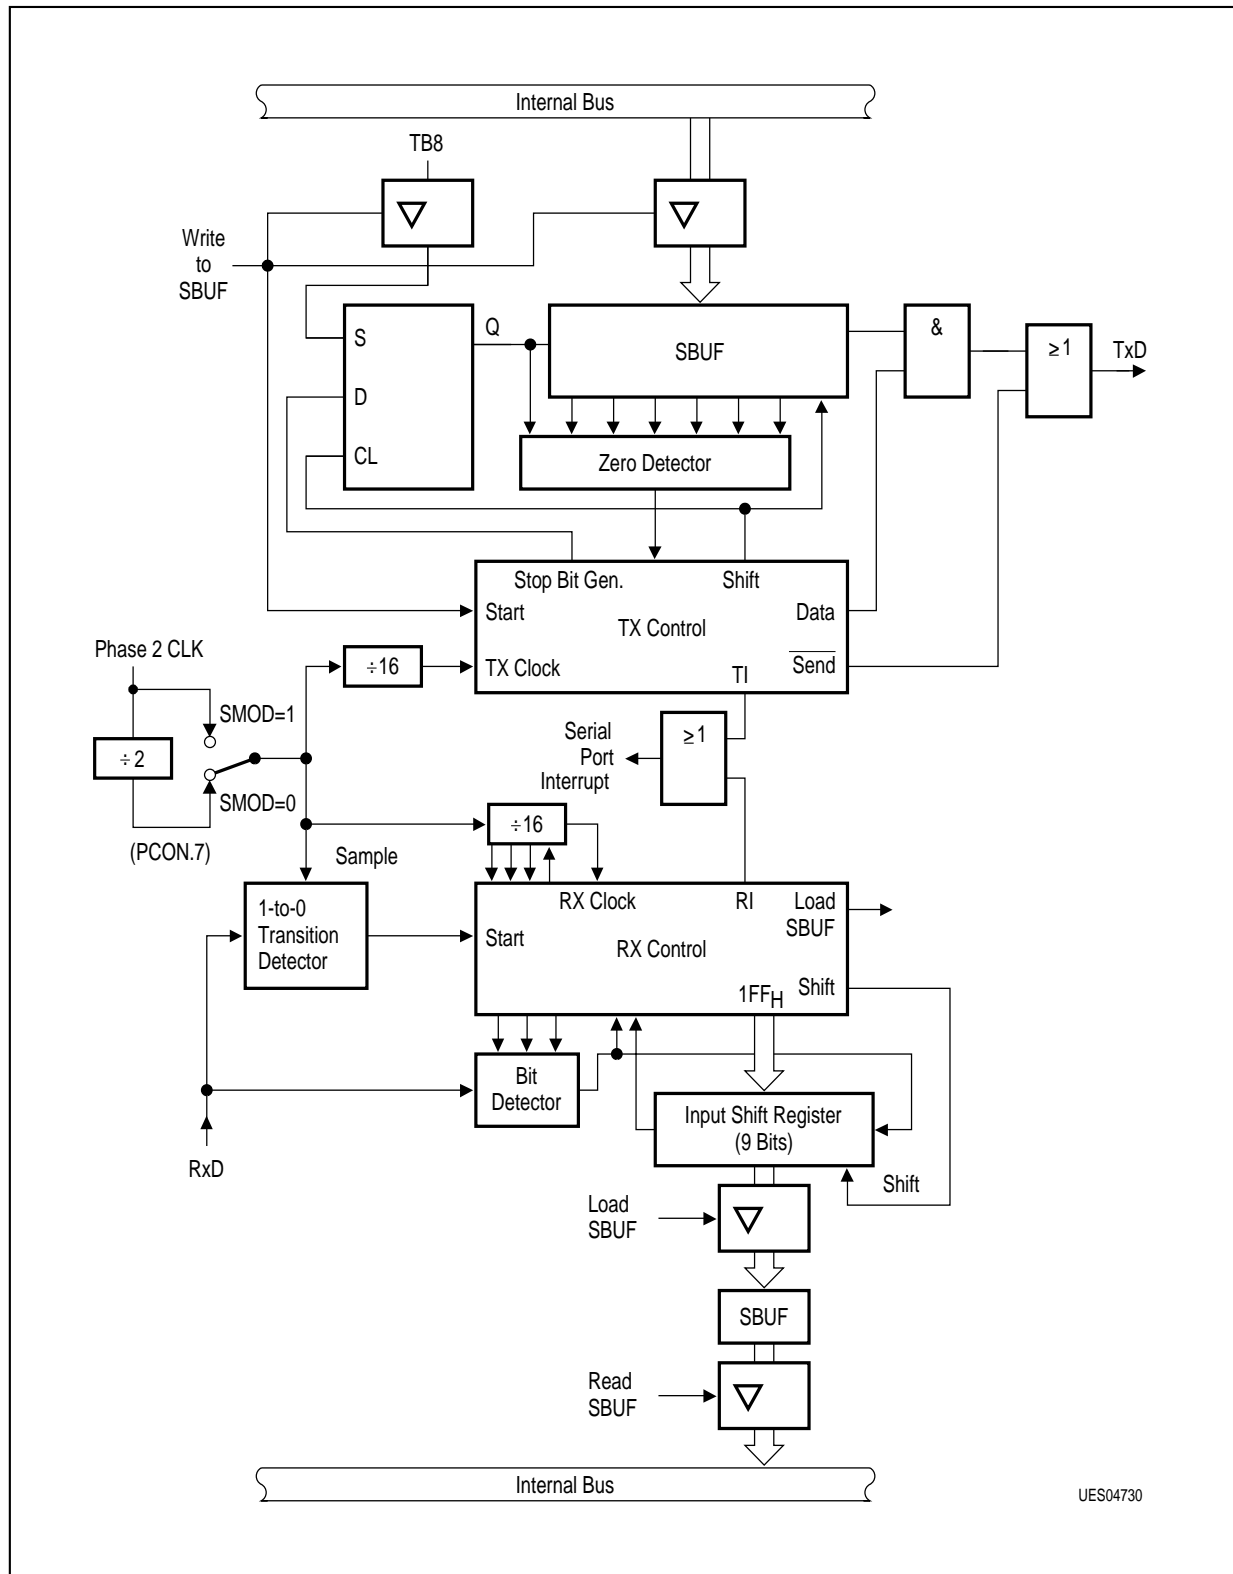 Internal Bus
TB8
Write
to
SBUF
S
Q
SBUF
&
≥1
TxD
D
CL
Zero Detector
Stop Bit Gen.
Shift
Start
TX Control
Data
TX Clock
TI
Send
Phase 2 CLK
÷16
SMOD=1
÷2
SMOD=0
(PCON.7)
Serial
Port
Interrupt
≥1
÷16
Sample
1-to-0
Transition
Detector
RX Clock
RI
Load
SBUF
Start
RX Control
1FFH
Shift
Bit
Detector
Input Shift Register
(9 Bits)
RxD
Shift
Load
SBUF
SBUF
Read
SBUF
Internal Bus
UES04730